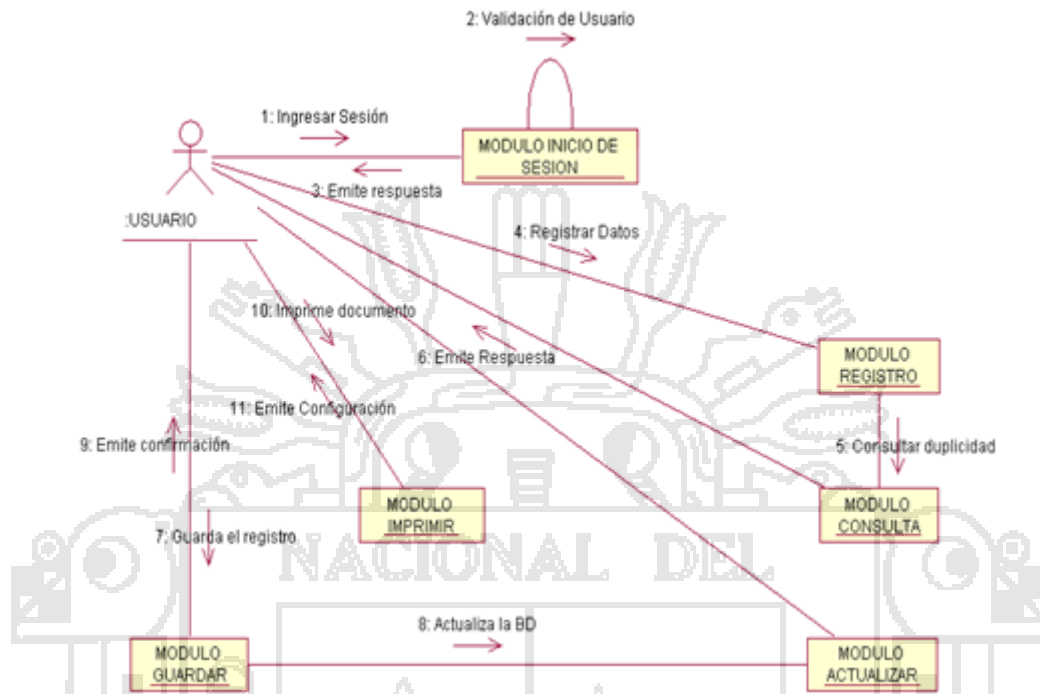 2: Validación de Usuario
1: Ingresar Sesión
MODULO INICIO DE
SESION
3: Emite respuesta
:USUARIO
4: Registrar Datos
10: Imprime documento
6: Emite Respuesta
MODULO
REGISTRO
11: Emite Configuración
9: Emite confirmación
5: Consultar duplicidad
MODULO
IMPRIMIR
MODULO
CONSULTA
7: Guarda el registro
NACIONAL DEL
8: Actualiza la BD
MODULO
GUARDAR
MODULO
ACTUALIZAR